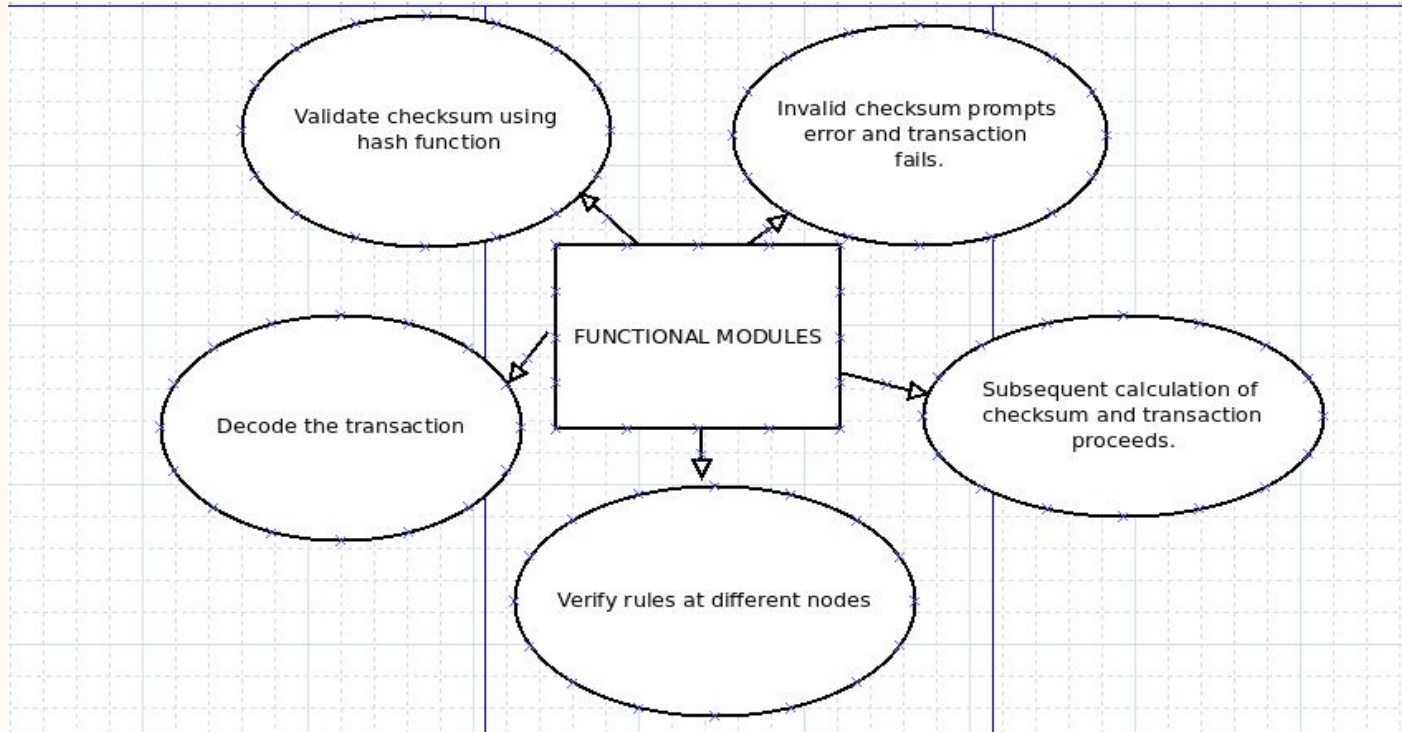 Validate checksum using
hash function
Invalid checksum prompts
error and transaction
fails.
FUNCTIONAL MODULES
Decode the transaction
Subsequent calculation of
checksum and transaction
proceeds.
Verify rules at different nodes